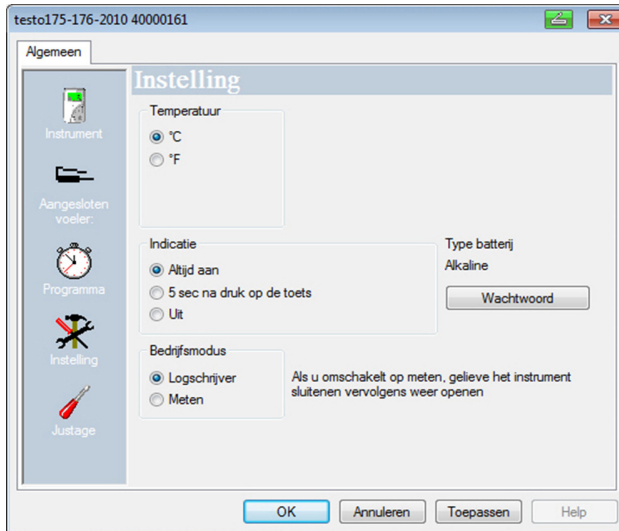 testo175-176-2010 40000161
Algemeen
Instrument
Aangesloten
voeler:
Programma
Instelling
Justage
Instelling
Temperatuur
°C
°F
Indicatie
Altijd aan
5 sec na druk op de toets
Uit
Type batterij
Alkaline
Wachtwoord
Bedrijfsmodus
Logschrijver
Meten
Als u omschakelt op meten, gelieve het instrument
sluitenen vervolgens weer openen
OK
Annuleren
Toepassen
Help